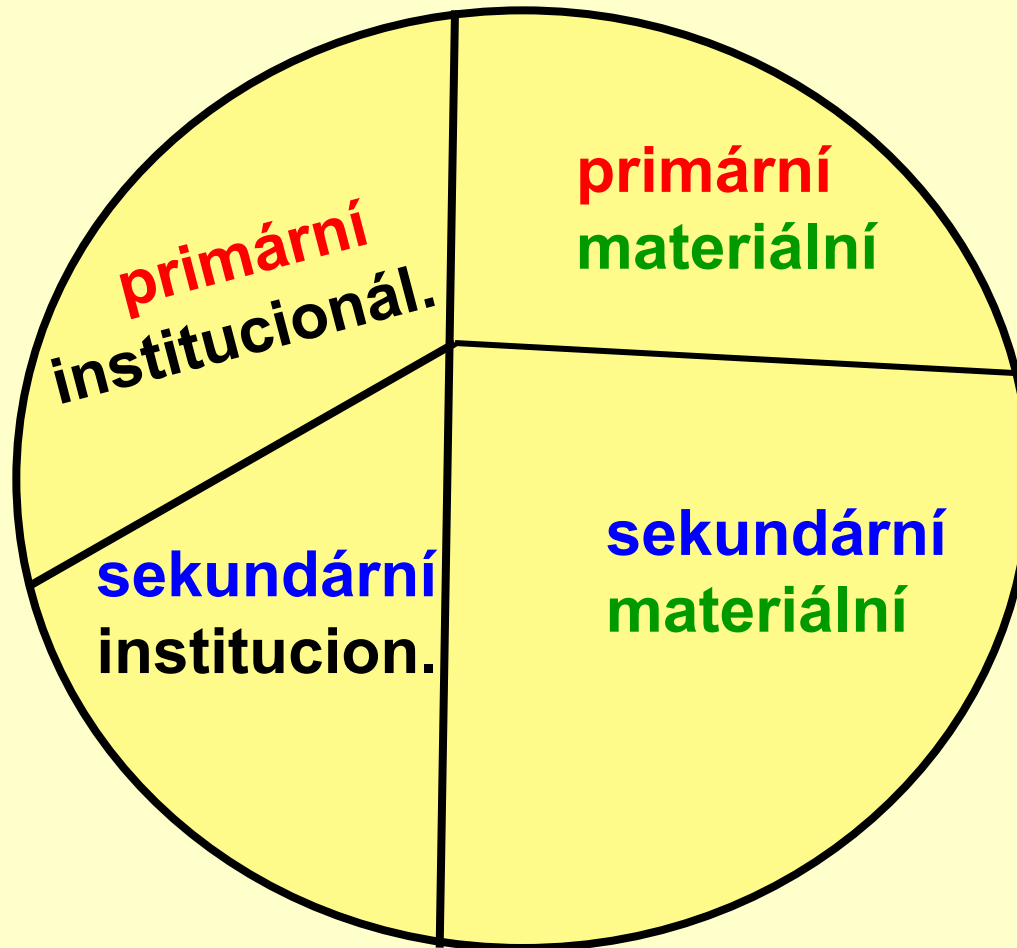 primární
institucionál.
primární
materiální
sekundární
institucion.
sekundární
materiální